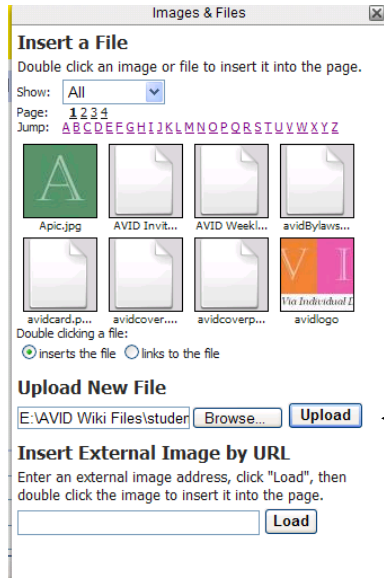 Images & Files
Insert a File
Double click an image or file to insert it into the page.
Show: All
Page: 1 2 3 4
Jump: A B C D E F G H I J K L M N O P Q R S T U V W X Y Z
A
V I
Via Individual D
Apic.jpg AVID Invit... AVID Weekl... avidBylaws...
avidcard.p... avidcover.... avidcoverp... avidlogo
Double clicking a file:
inserts the file links to the file
Upload New File
E:\AVID Wiki Files\studer Browse... Upload
Insert External Image by URL
Enter an external image address, click "Load", then
double click the image to insert it into the page.
Load